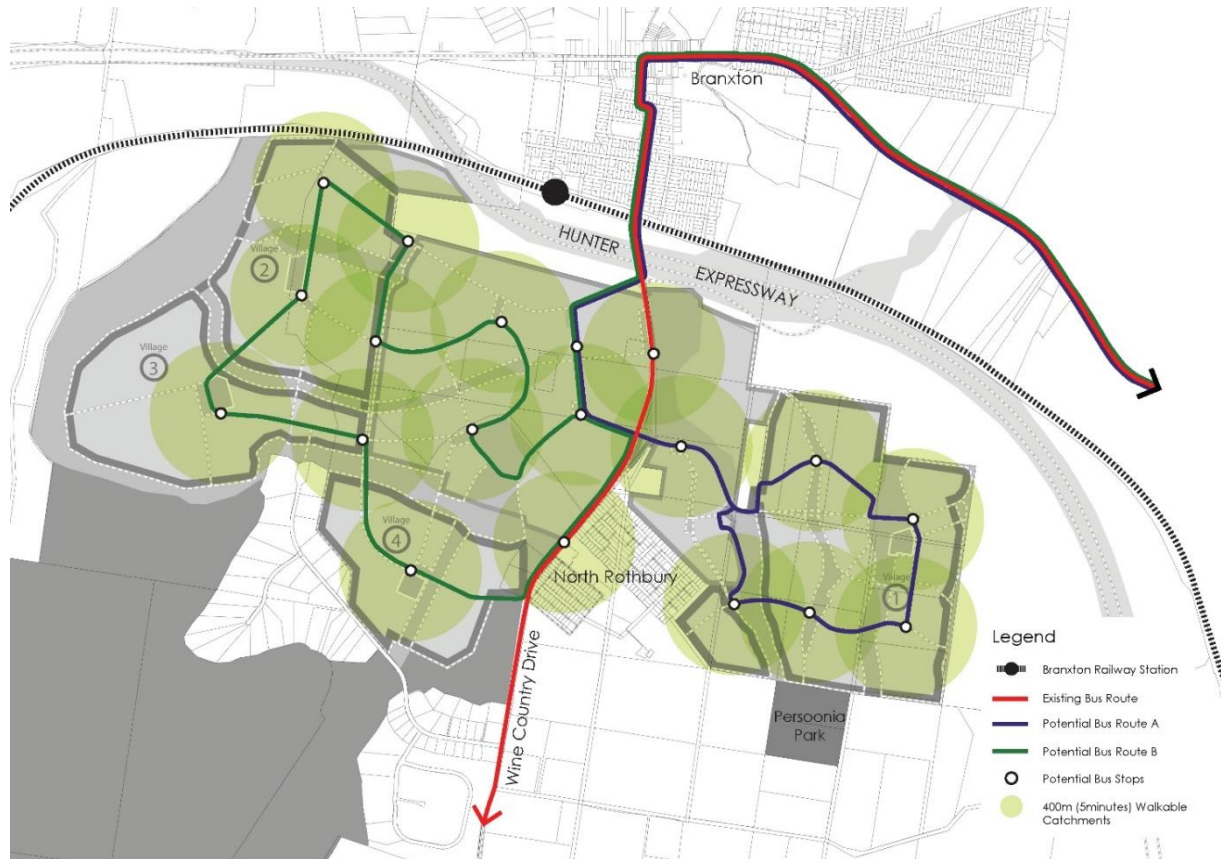 Branxton
HUNTER
EXPRESSWAY
Village
2
Village
3
Village
4
North Rothbury
Village
1
Wine Country Drive
Persoonia
Park
Legend
Branxton Railway Station
Existing Bus Route
Potential Bus Route A
Potential Bus Route B
Potential Bus Stops
400m (5minutes) Walkable
Catchments